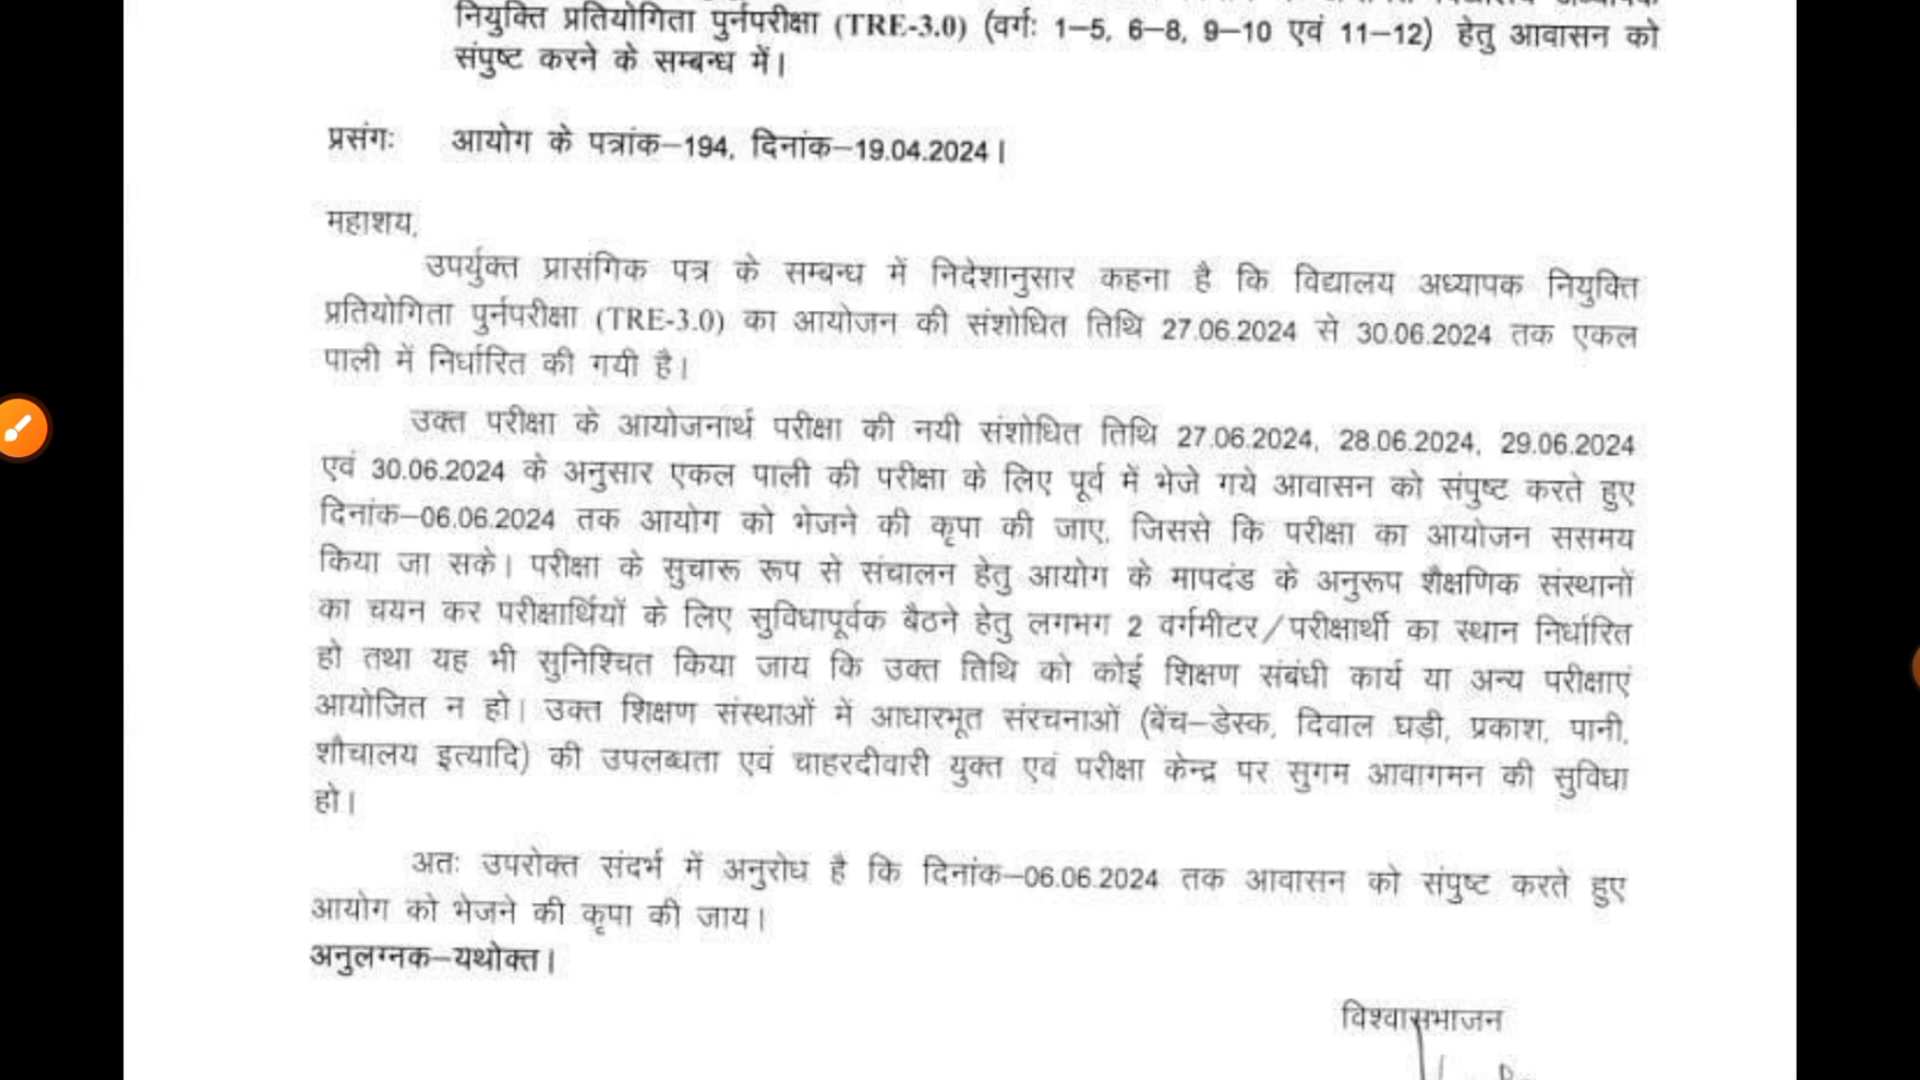 नियुक्ति प्रतियोगिता पुर्नपरीक्षा (TRE-3.0) (वर्गः 1–5, 6–8, 9–10 एवं 11–12) हेतु आवासन को
संपुष्ट करने के सम्बन्ध में।
प्रसंगः आयोग के पत्रांक–194, दिनांक–19.04.2024।
महाशय,
उपर्युक्त प्रासंगिक पत्र के सम्बन्ध में निदेशानुसार कहना है कि विद्यालय अध्यापक नियुक्ति
प्रतियोगिता पुर्नपरीक्षा (TRE-3.0) का आयोजन की संशोधित तिथि 27.06.2024 से 30.06.2024 तक एकल
पाली में निर्धारित की गयी है।
उक्त परीक्षा के आयोजनार्थ परीक्षा की नयी संशोधित तिथि 27.06.2024, 28.06.2024, 29.06.2024
एवं 30.06.2024 के अनुसार एकल पाली की परीक्षा के लिए पूर्व में भेजे गये आवासन को संपुष्ट करते हुए
दिनांक–06.06.2024 तक आयोग को भेजने की कृपा की जाए, जिससे कि परीक्षा का आयोजन ससमय
किया जा सके। परीक्षा के सुचारू रूप से संचालन हेतु आयोग के मापदंड के अनुरूप शैक्षणिक संस्थानों
का चयन कर परीक्षार्थियों के लिए सुविधापूर्वक बैठने हेतु लगभग 2 वर्गमीटर/परीक्षार्थी का स्थान निर्धारित
हो तथा यह भी सुनिश्चित किया जाय कि उक्त तिथि को कोई शिक्षण संबंधी कार्य या अन्य परीक्षाएं
आयोजित न हो। उक्त शिक्षण संस्थाओं में आधारभूत संरचनाओं (बेंच–डेस्क, दिवाल घड़ी, प्रकाश, पानी,
शौचालय इत्यादि) की उपलब्धता एवं चाहरदीवारी युक्त एवं परीक्षा केन्द्र पर सुगम आवागमन की सुविधा
हो।
अतः उपरोक्त संदर्भ में अनुरोध है कि दिनांक–06.06.2024 तक आवासन को संपुष्ट करते हुए
आयोग को भेजने की कृपा की जाय।
अनुलग्नक–यथोक्त।
विश्वासभाजन